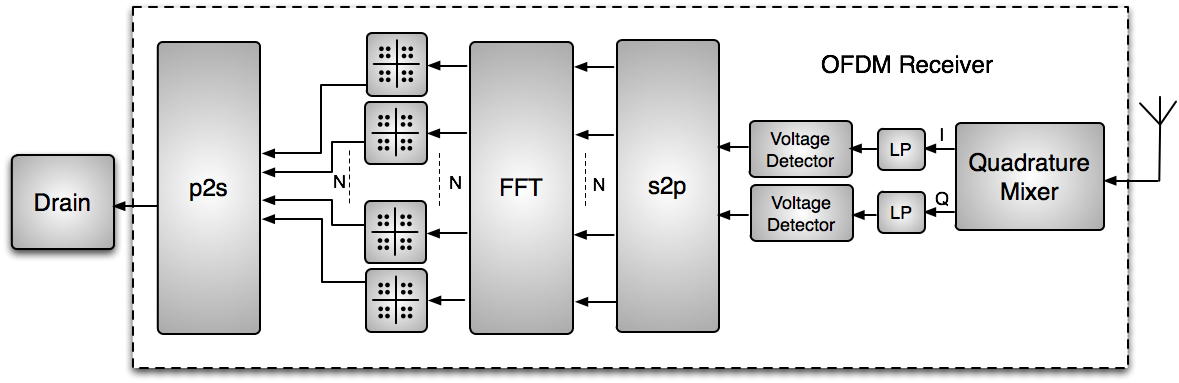 OFDM Receiver
Drain
p2s
N
N
FFT
N
s2p
Voltage
Detector
LP
I
Voltage
Detector
LP
Q
Quadrature
Mixer